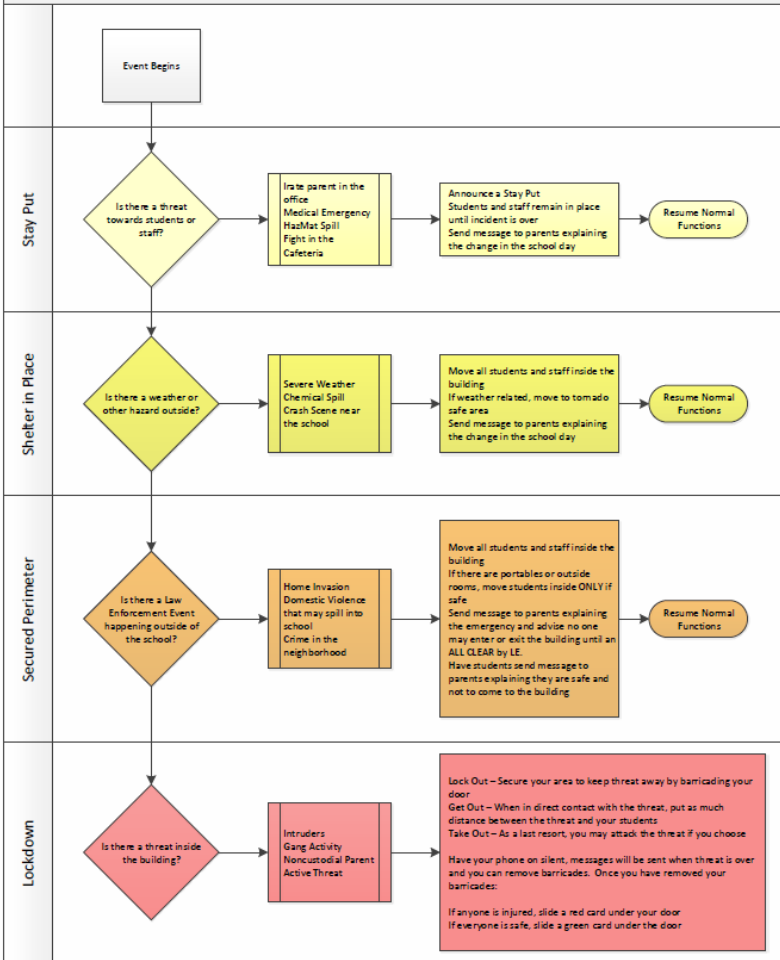 Event Begins
Stay Put
Is there a threat
towards students or
staff?
Irate parent in the
office
Medical Emergency
HazMat Spill
Fight in the
Cafeteria
Announce a Stay Put
Students and staff remain in place
until incident is over
Send message to parents explaining
the change in the school day
Resume Normal
Functions
Shelter in Place
Is there a weather or
other hazard outside?
Severe Weather
Chemical Spill
Crash Scene near
the school
Move all students and staff inside the
building
If weather related, move to tornado
safe area
Send message to parents explaining
the change in the school day
Resume Normal
Functions
Secured Perimeter
Is there a Law
Enforcement Event
happening outside of
the school?
Home Invasion
Domestic Violence
that may spill into
school
Crime in the
neighborhood
Move all students and staff inside the
building
If there are portables or outside
rooms, move students inside ONLY if
safe
Send message to parents explaining
the emergency and advise no one
may enter or exit the building until an
ALL CLEAR by LE.
Have students send message to
parents explaining they are safe and
not to come to the building
Resume Normal
Functions
Lockdown
Is there a threat inside
the building?
Intruders
Gang Activity
Noncustodial Parent
Active Threat
Lock Out – Secure your area to keep threat away by barricading your
door
Get Out – When in direct contact with the threat, put as much
distance between the threat and your students
Take Out – As a last resort, you may attack the threat if you choose
Have your phone on silent, messages will be sent when threat is over
and you can remove barricades. Once you have removed your
barricades:
If anyone is injured, slide a red card under your door
If everyone is safe, slide a green card under the door